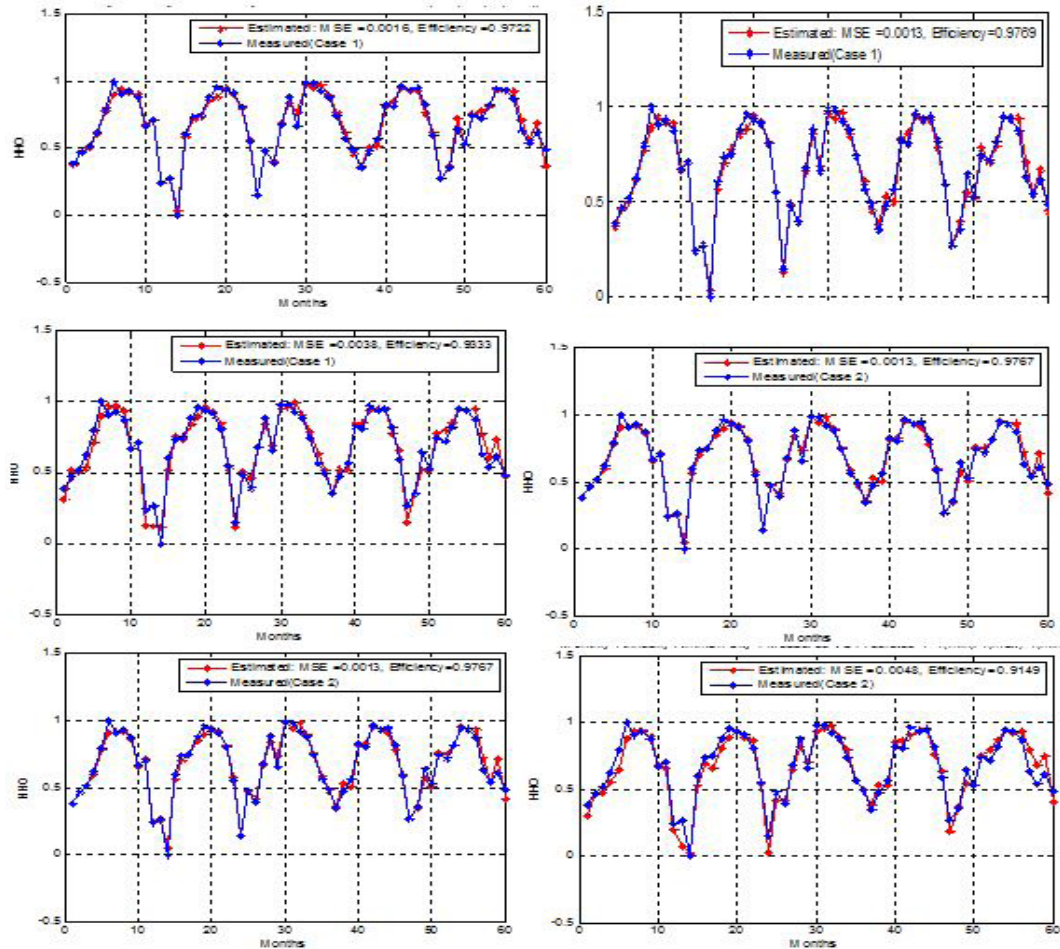 Estimated: MSE =0.0016, Efficiency=0.9722
Measured(Case 1)
1.5
1
0.5
0
-0.5
HHO
0 10 20 30 40 50 60
Months
Estimated: MSE =0.0013, Efficiency=0.9769
Measured(Case 1)
1.5
1
0.5
0
HHO
Estimated: MSE =0.0038, Efficiency=0.9333
Measured(Case 1)
1.5
1
0.5
0
-0.5
HHO
0 10 20 30 40 50 60
Months
Estimated: MSE =0.0013, Efficiency=0.9767
Measured(Case 2)
1.5
1
0.5
0
-0.5
HHO
0 10 20 30 40 50 60
Months
Estimated: MSE =0.0013, Efficiency=0.9767
Measured(Case 2)
1.5
1
0.5
0
-0.5
HHO
0 10 20 30 40 50 60
Months
Estimated: MSE =0.0048, Efficiency=0.9149
Measured(Case 2)
1.5
1
0.5
0
-0.5
HHO
0 10 20 30 40 50 60
Months